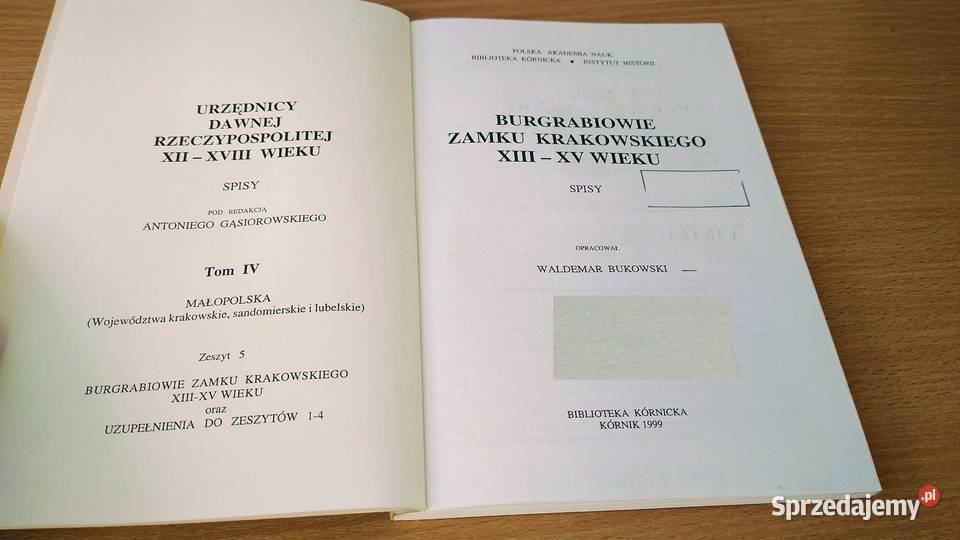 URZĘDNICY
DAWNEJ
RZECZYPOSPOLITEJ
XII – XVIII WIEKU
SPISY
POD REDAKCJĄ
ANTONIEGO GĄSIOROWSKIEGO
Tom IV
MAŁOPOLSKA
(Województwa krakowskie, sandomierskie i lubelskie)
Zeszyt 5
BURGRABIOWIE ZAMKU KRAKOWSKIEGO
XIII-XV WIEKU
oraz
UZUPEŁNIENIA DO ZESZYTÓW 1-4
POLSKA AKADEMIA NAUK
BIBLIOTEKA KÓRNICKA • INSTYTUT HISTORII
BURGRABIOWIE
ZAMKU KRAKOWSKIEGO
XIII – XV WIEKU
SPISY
OPRACOWAŁ
WALDEMAR BUKOWSKI
BIBLIOTEKA KÓRNICKA
KÓRNIK 1999
Sprzedajemy.pl